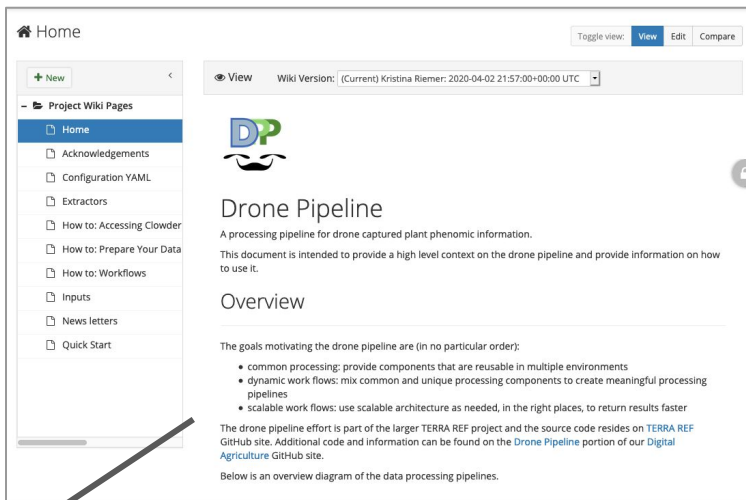 Home
Toggle view: View Edit Compare
+ New <
View Wiki Version: (Current) Kristina Riemer: 2020-04-02 21:57:00+00:00 UTC
Project Wiki Pages
Home
Acknowledgements
Configuration YAML
Extractors
How to: Accessing Clowder
How to: Prepare Your Data
How to: Workflows
Inputs
News letters
Quick Start
DPP
Drone Pipeline
A processing pipeline for drone captured plant phenomic information.
This document is intended to provide a high level context on the drone pipeline and provide information on how
to use it.
Overview
The goals motivating the drone pipeline are (in no particular order):
• common processing: provide components that are reusable in multiple environments
• dynamic work flows: mix common and unique processing components to create meaningful processing
pipelines
• scalable work flows: use scalable architecture as needed, in the right places, to return results faster
The drone pipeline effort is part of the larger TERRA REF project and the source code resides on TERRA REF
GitHub site. Additional code and information can be found on the Drone Pipeline portion of our Digital
Agriculture GitHub site.
Below is an overview diagram of the data processing pipelines.